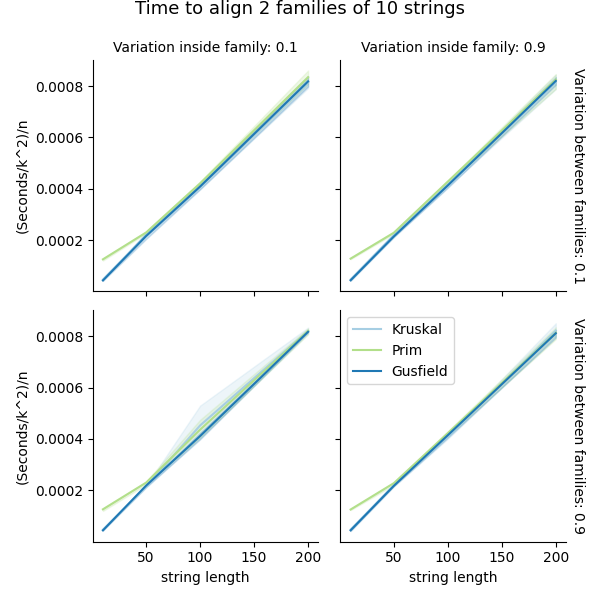 Time to align 2 families of 10 strings
Variation inside family: 0.1
Variation inside family: 0.9
(Seconds/k^2)/n
0.0008
0.0006
0.0004
0.0002
Variation between families: 0.1
(Seconds/k^2)/n
0.0008
0.0006
0.0004
0.0002
Kruskal
Prim
Gusfield
Variation between families: 0.9
50 100 150 200
50 100 150 200
string length
string length